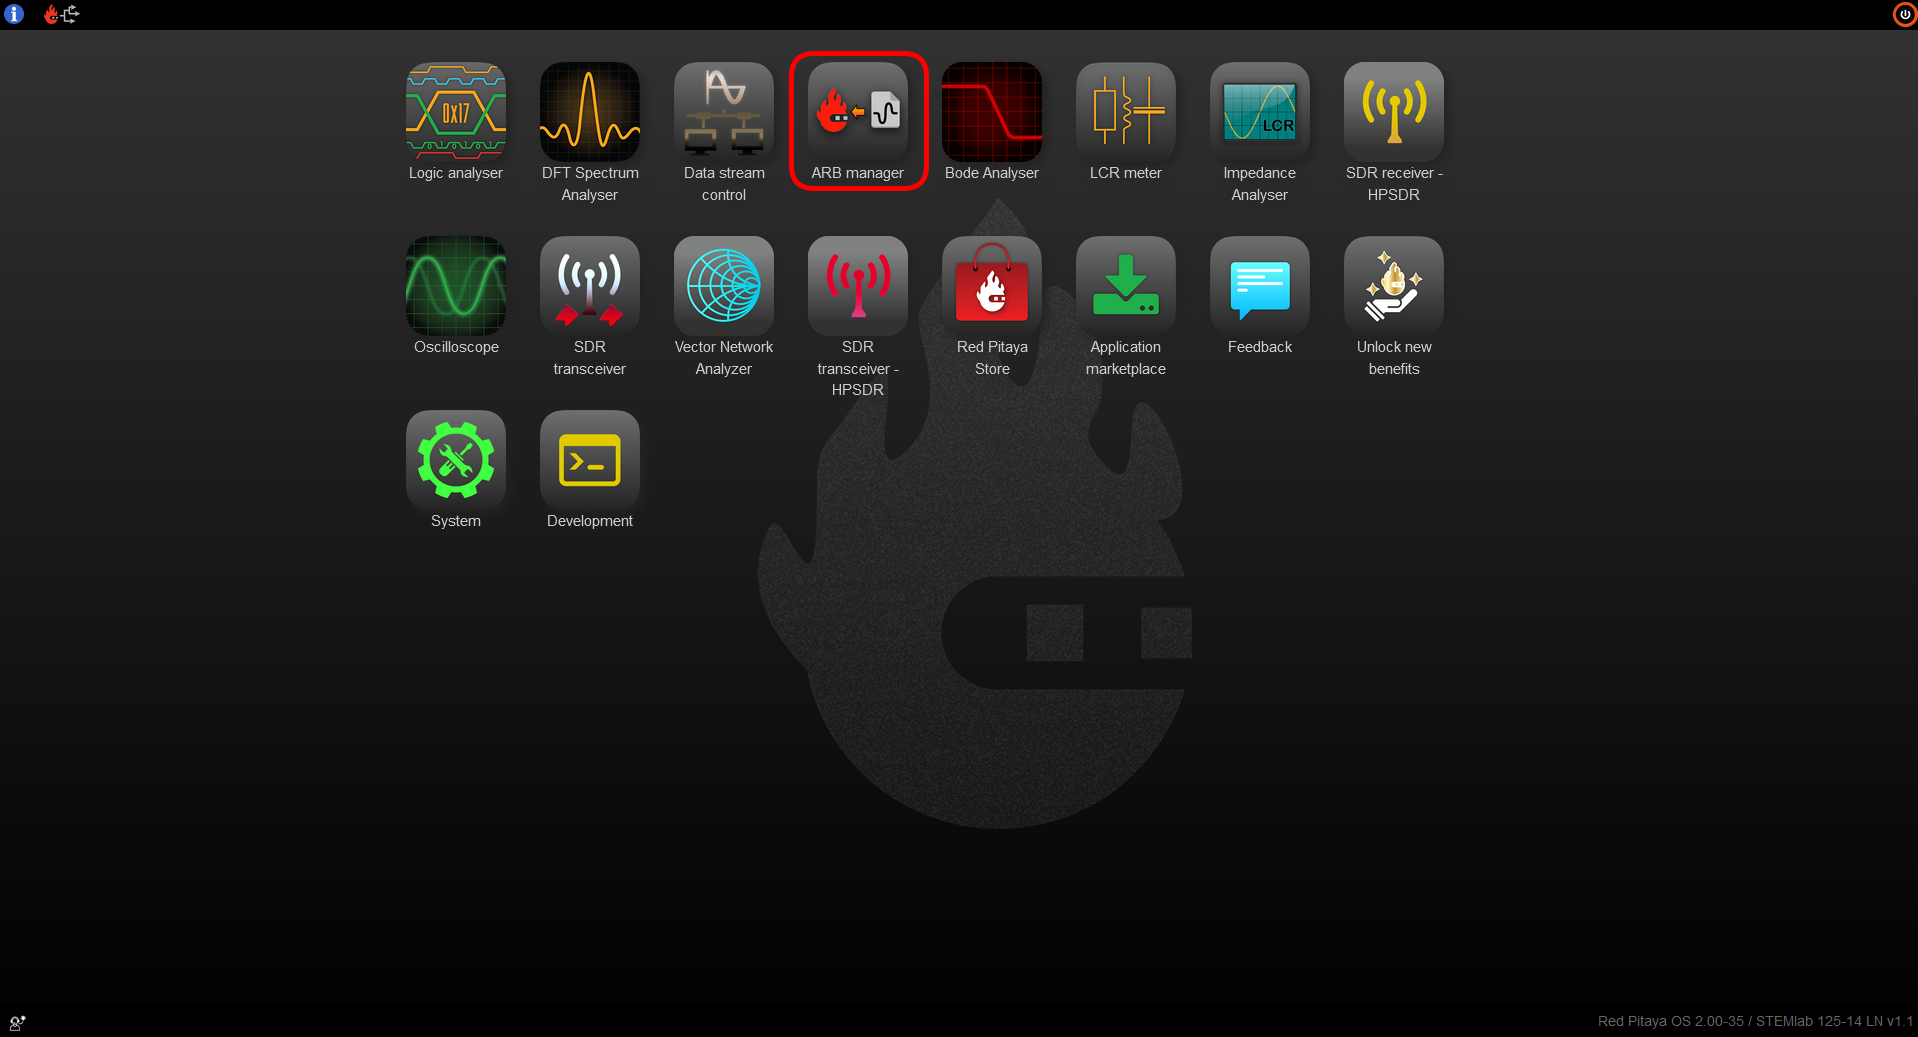 0x17
LCR
Logic analyser
DFT Spectrum
Analyser
Data stream
control
ARB manager
Bode Analyser
LCR meter
Impedance
Analyser
SDR receiver -
HPSDR
Oscilloscope
SDR
transceiver
Vector Network
Analyzer
SDR
transceiver -
HPSDR
Red Pitaya
Store
Application
marketplace
Feedback
Unlock new
benefits
System
Development
Red Pitaya OS 2.00-35 / STEMlab 125-14 LN v1.1